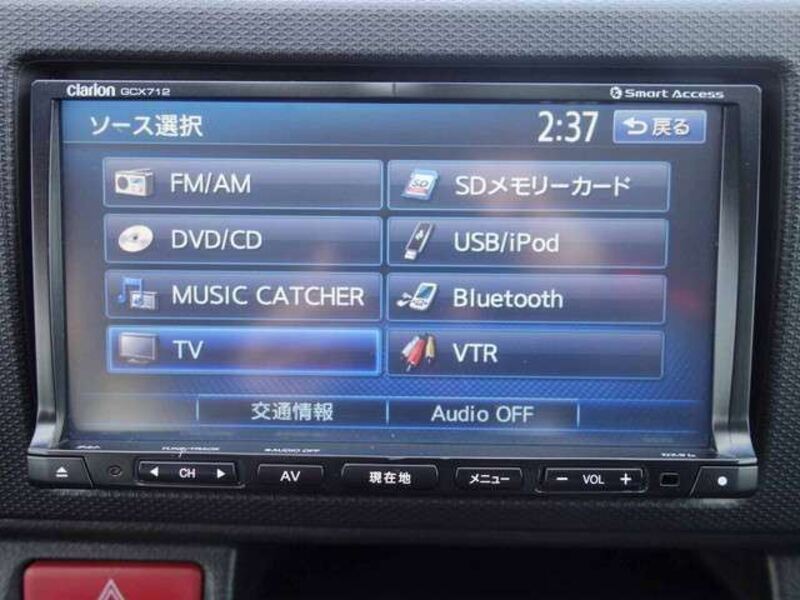 Clarion GCX712 Smart Access
ソース選択 2:37 戻る
FM/AM SDメモリーカード
DVD/CD USB/iPod
MUSIC CATCHER Bluetooth
TV VTR
交通情報 Audio OFF
CH AV 現在地 メニュー − VOL +